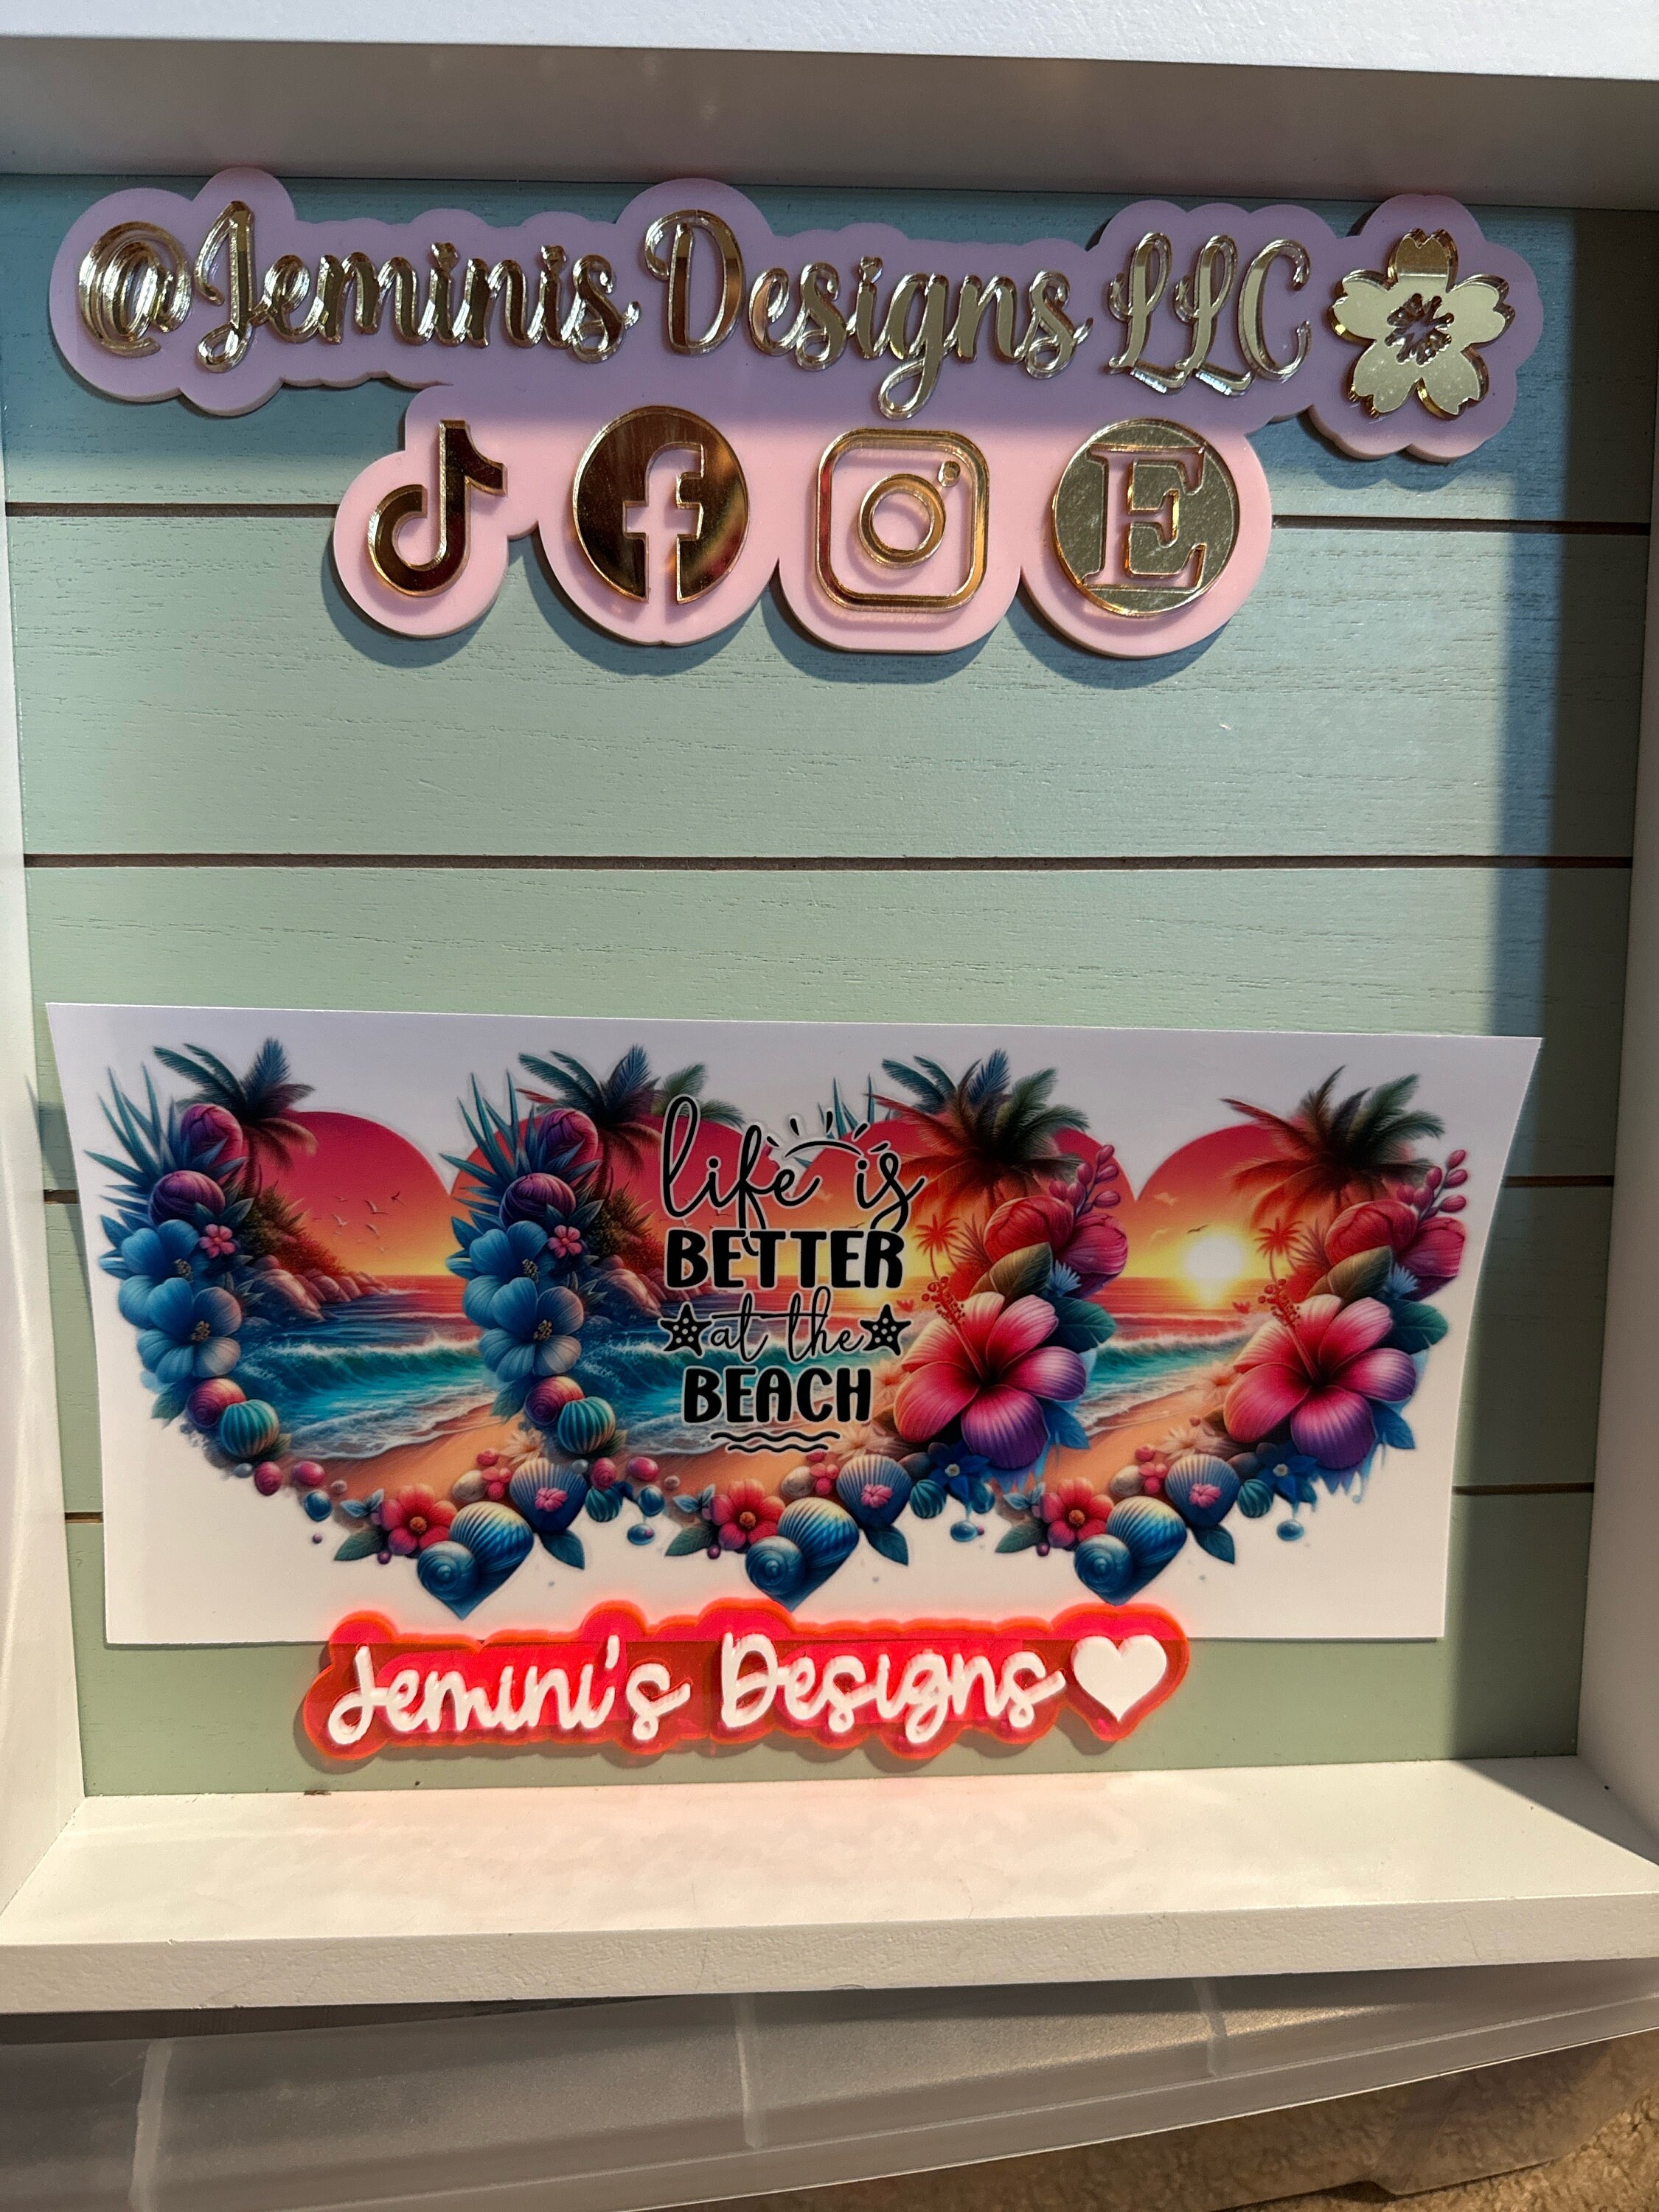 @Jeminis Designs LLC
f E
life is
BETTER
at the
BEACH
Jemini's Designs